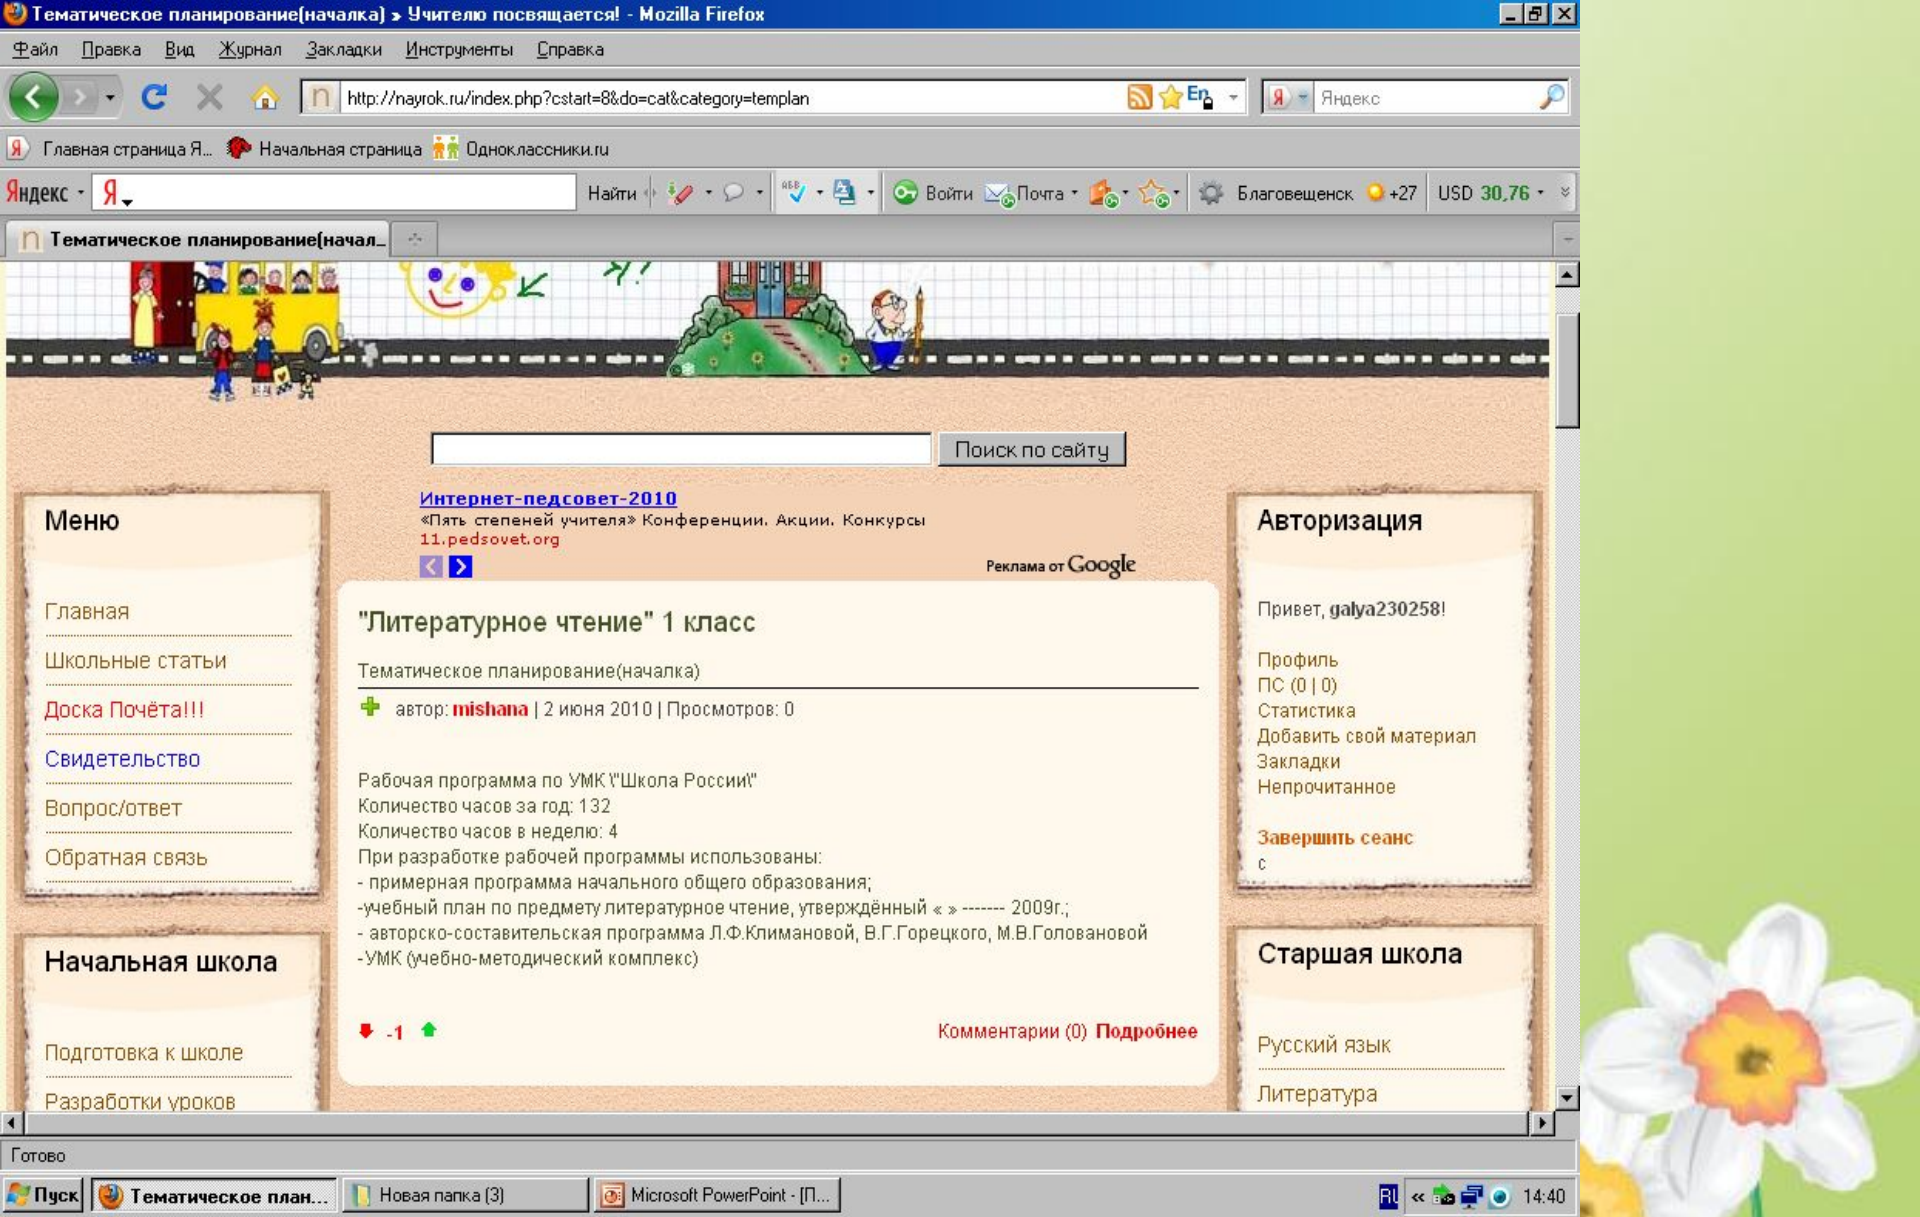 Тематическое планирование(началка) » Учителю посвящается! - Mozilla Firefox
Файл Правка Вид Журнал Закладки Инструменты Справка
http://nayrok.ru/index.php?cstart=8&do=cat&category=templan
Яндекс
Главная страница Я... Начальная страница Одноклассники.ru
Яндекс Я Найти Войти Почта Благовещенск +27 USD 30,76
Тематическое планирование(начал...
Поиск по сайту
Интернет-педсовет-2010
«Пять степеней учителя» Конференции. Акции. Конкурсы
11.pedsovet.org
Реклама от Google
Меню
Главная
Школьные статьи
Доска Почёта!!!
Свидетельство
Вопрос/ответ
Обратная связь
Начальная школа
Подготовка к школе
Разработки уроков
"Литературное чтение" 1 класс
Тематическое планирование(началка)
автор: mishana | 2 июня 2010 | Просмотров: 0
Рабочая программа по УМК \"Школа России\"
Количество часов за год: 132
Количество часов в неделю: 4
При разработке рабочей программы использованы:
- примерная программа начального общего образования;
-учебный план по предмету литературное чтение, утверждённый « » ------- 2009г.;
- авторско-составительская программа Л.Ф.Климановой, В.Г.Горецкого, М.В.Головановой
-УМК (учебно-методический комплекс)
-1
Комментарии (0) Подробнее
Авторизация
Привет, galya230258!
Профиль
ПС (0 | 0)
Статистика
Добавить свой материал
Закладки
Непрочитанное
Завершить сеанс
с
Старшая школа
Русский язык
Литература
Готово
Пуск Тематическое план... Новая папка (3) Microsoft PowerPoint - [П... RU « 14:40